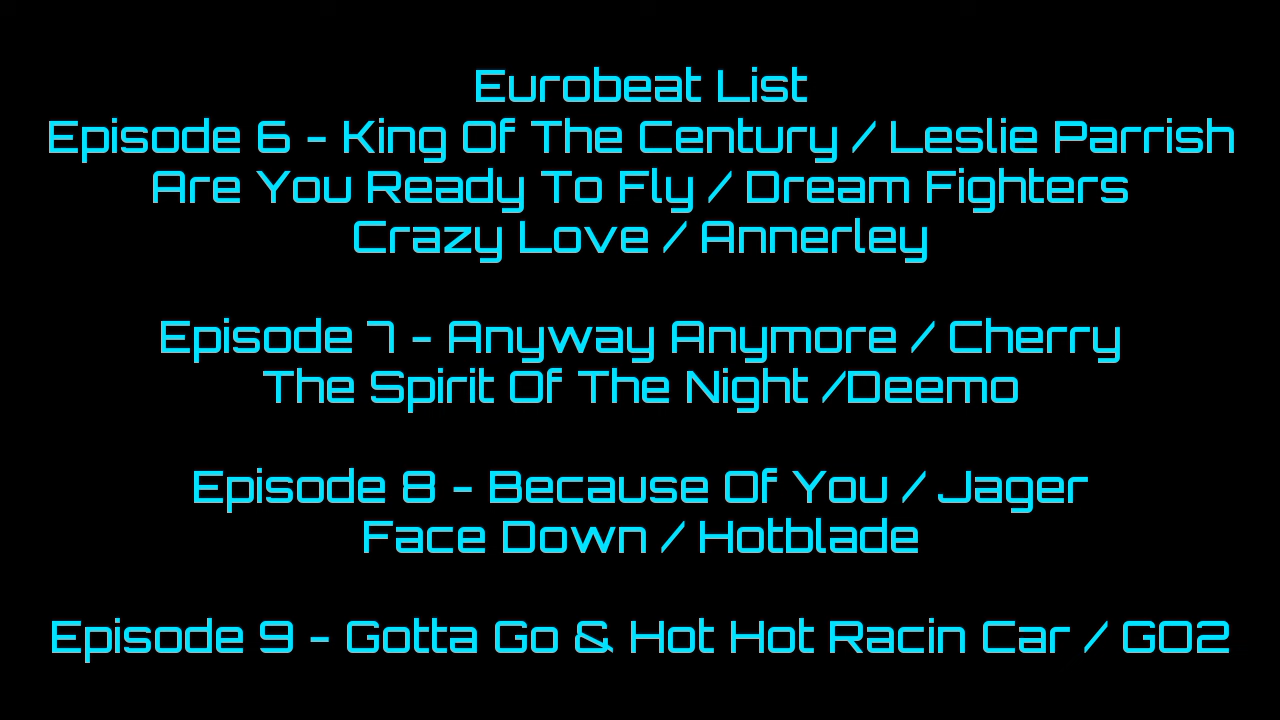 Eurobeat List
Episode 6 - King Of The Century / Leslie Parrish
Are You Ready To Fly / Dream Fighters
Crazy Love / Annerley
Episode 7 - Anyway Anymore / Cherry
The Spirit Of The Night /Deemo
Episode 8 - Because Of You / Jager
Face Down / Hotblade
Episode 9 - Gotta Go & Hot Hot Racin Car / GO2